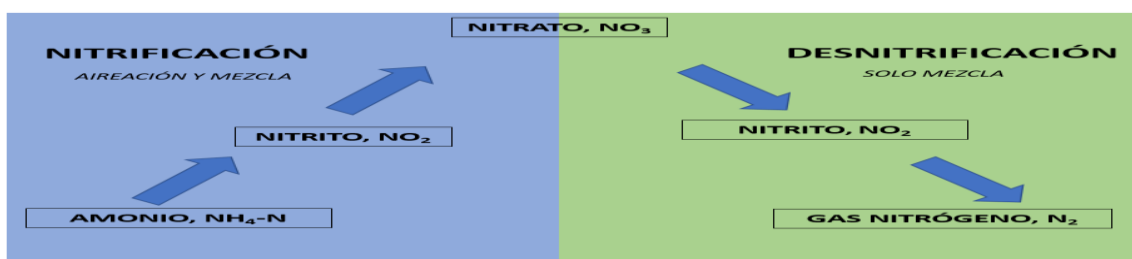 NITRATO, NO₃
NITRIFICACIÓN
AIREACIÓN Y MEZCLA
DESNITRIFICACIÓN
SOLO MEZCLA
NITRITO, NO₂
NITRITO, NO₂
AMONIO, NH₄-N
GAS NITRÓGENO, N₂